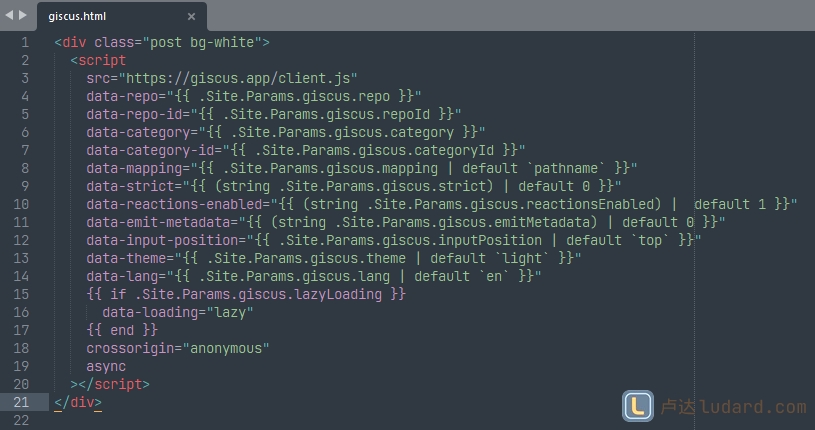 giscus.html ×
1 <div class="post bg-white">
2   <script
3     src="https://giscus.app/client.js"
4     data-repo="{{ .Site.Params.giscus.repo }}"
5     data-repo-id="{{ .Site.Params.giscus.repoId }}"
6     data-category="{{ .Site.Params.giscus.category }}"
7     data-category-id="{{ .Site.Params.giscus.categoryId }}"
8     data-mapping="{{ .Site.Params.giscus.mapping | default `pathname` }}"
9     data-strict="{{ (string .Site.Params.giscus.strict) | default 0 }}"
10     data-reactions-enabled="{{ (string .Site.Params.giscus.reactionsEnabled) |  default 1 }}"
11     data-emit-metadata="{{ (string .Site.Params.giscus.emitMetadata) | default 0 }}"
12     data-input-position="{{ .Site.Params.giscus.inputPosition | default `top` }}"
13     data-theme="{{ .Site.Params.giscus.theme | default `light` }}"
14     data-lang="{{ .Site.Params.giscus.lang | default `en` }}"
15     {{ if .Site.Params.giscus.lazyLoading }}
16       data-loading="lazy"
17     {{ end }}
18     crossorigin="anonymous"
19     async
20   ></script>
21 </div>
22
L 卢达 ludard.com